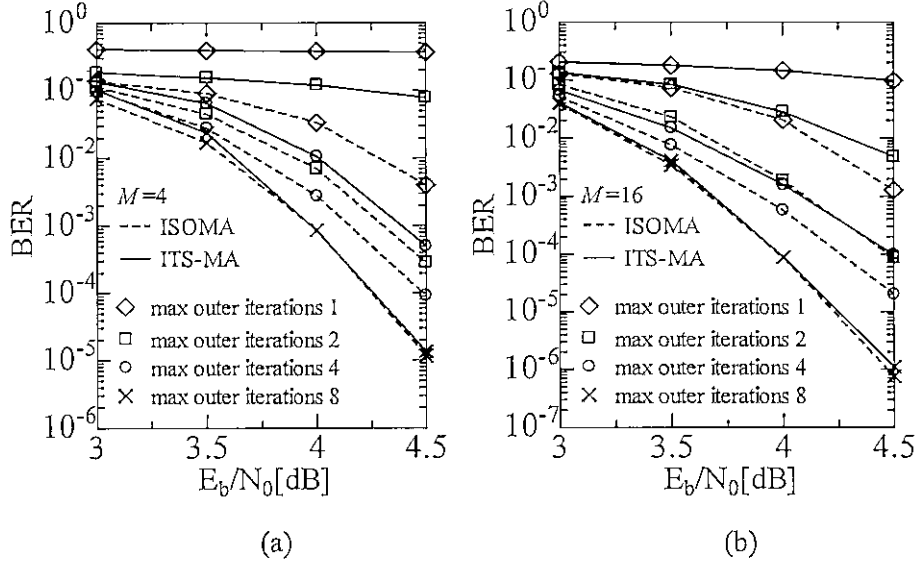 10^0
10^-1
10^-2
10^-3
10^-4
10^-5
10^-6
BER
M=4
ISOMA
ITS-MA
max outer iterations 1
max outer iterations 2
max outer iterations 4
max outer iterations 8
3 3.5 4 4.5
E_b/N_0[dB]
(a)
10^0
10^-1
10^-2
10^-3
10^-4
10^-5
10^-6
10^-7
BER
M=16
ISOMA
ITS-MA
max outer iterations 1
max outer iterations 2
max outer iterations 4
max outer iterations 8
3 3.5 4 4.5
E_b/N_0[dB]
(b)